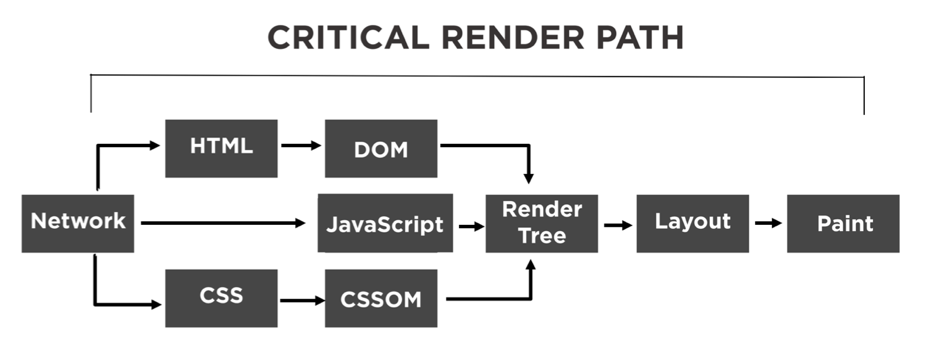 CRITICAL RENDER PATH
HTML
DOM
Network
JavaScript
Render
Tree
Layout
Paint
CSS
CSSOM